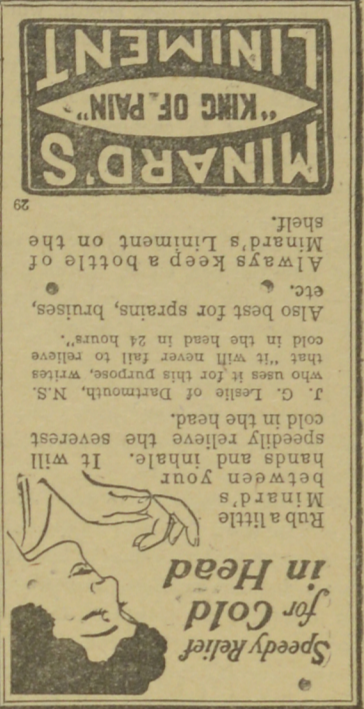 Speedy Relief
for Cold
in Head
Rub a little
Minard's
between your
hands and inhale. It will
speedily relieve the severest
cold in the head.
J. G. Leslie of Dartmouth, N.S.
who uses it for this purpose, writes
that "it will never fail to relieve
cold in the head in 24 hours".
Also best for sprains, bruises,
etc.
Always keep a bottle of
Minard's Liniment on the
shelf.
29
MINARD'S
"KING OF PAIN"
LINIMENT